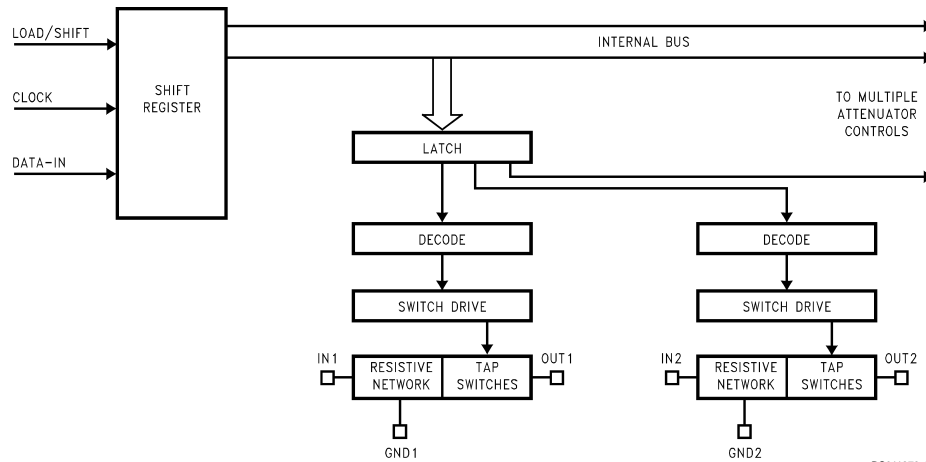 LOAD/SHIFT
CLOCK
DATA-IN
SHIFT
REGISTER
INTERNAL BUS
TO MULTIPLE
ATTENUATOR
CONTROLS
LATCH
DECODE
DECODE
SWITCH DRIVE
SWITCH DRIVE
IN1
RESISTIVE
NETWORK
TAP
SWITCHES
OUT1
GND1
IN2
RESISTIVE
NETWORK
TAP
SWITCHES
OUT2
GND2